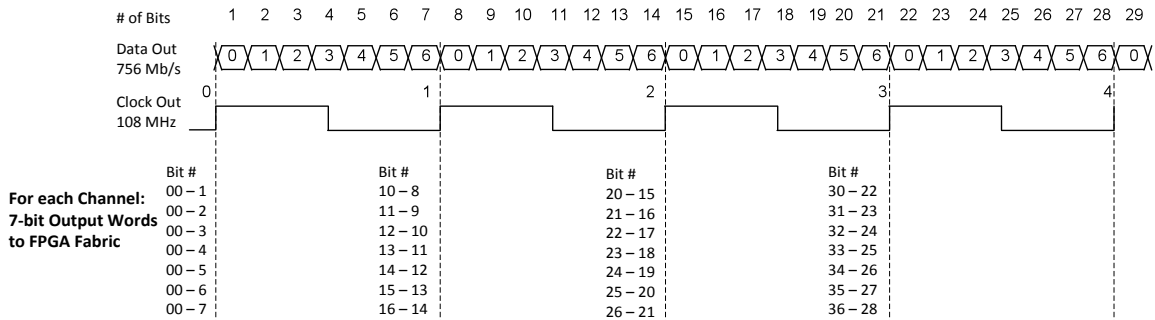 # of Bits 1 2 3 4 5 6 7 8 9 10 11 12 13 14 15 16 17 18 19 20 21 22 23 24 25 26 27 28 29
Data Out 0 1 2 3 4 5 6 0 1 2 3 4 5 6 0 1 2 3 4 5 6 0 1 2 3 4 5 6 0
756 Mb/s
0 1 2 3 4
Clock Out
108 MHz
For each Channel:
7-bit Output Words
to FPGA Fabric
Bit #
00 – 1
00 – 2
00 – 3
00 – 4
00 – 5
00 – 6
00 – 7
Bit #
10 – 8
11 – 9
12 – 10
13 – 11
14 – 12
15 – 13
16 – 14
Bit #
20 – 15
21 – 16
22 – 17
23 – 18
24 – 19
25 – 20
26 – 21
Bit #
30 – 22
31 – 23
32 – 24
33 – 25
34 – 26
35 – 27
36 – 28